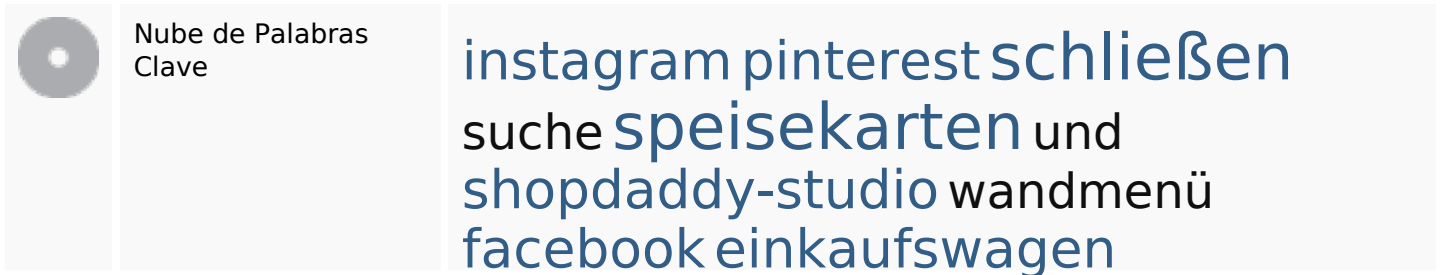 Nube de Palabras
Clave
instagram pinterest schließen
suche speisekarten und
shopdaddy-studio wandmenü
facebook einkaufswagen